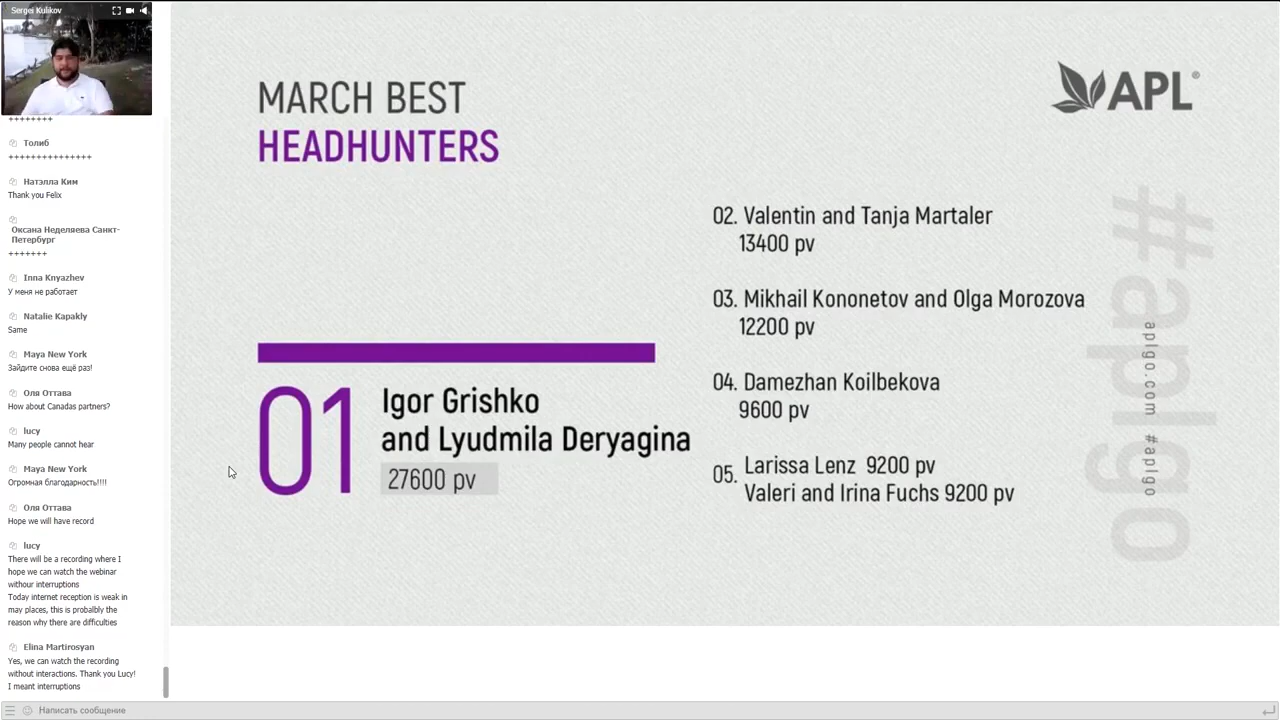 Sergei Kulikov
++++++++
Толиб
+++++++++++++++
Натэлла Ким
Thank you Felix
Оксана Неделяева Санкт-
Петербург
+++++++
Inna Knyazhev
У меня не работает
Natalie Kapakly
Same
Maya New York
Зайдите снова ещё раз!
Оля Оттава
How about Canadas partners?
lucy
Many people cannot hear
Maya New York
Огромная благодарность!!!!
Оля Оттава
Hope we will have record
lucy
There will be a recording where I
hope we can watch the webinar
withour interruptions
Today internet reception is weak in
may places, this is probalbly the
reason why there are difficulties
Elina Martirosyan
Yes, we can watch the recording
without interactions. Thank you Lucy!
I meant interruptions
Написать сообщение
MARCH BEST
HEADHUNTERS
01
Igor Grishko
and Lyudmila Deryagina
27600 pv
02. Valentin and Tanja Martaler
13400 pv
03. Mikhail Kononetov and Olga Morozova
12200 pv
04. Damezhan Koilbekova
9600 pv
05. Larissa Lenz 9200 pv
Valeri and Irina Fuchs 9200 pv
APL®
#aplgo
aplgo.com #aplgo